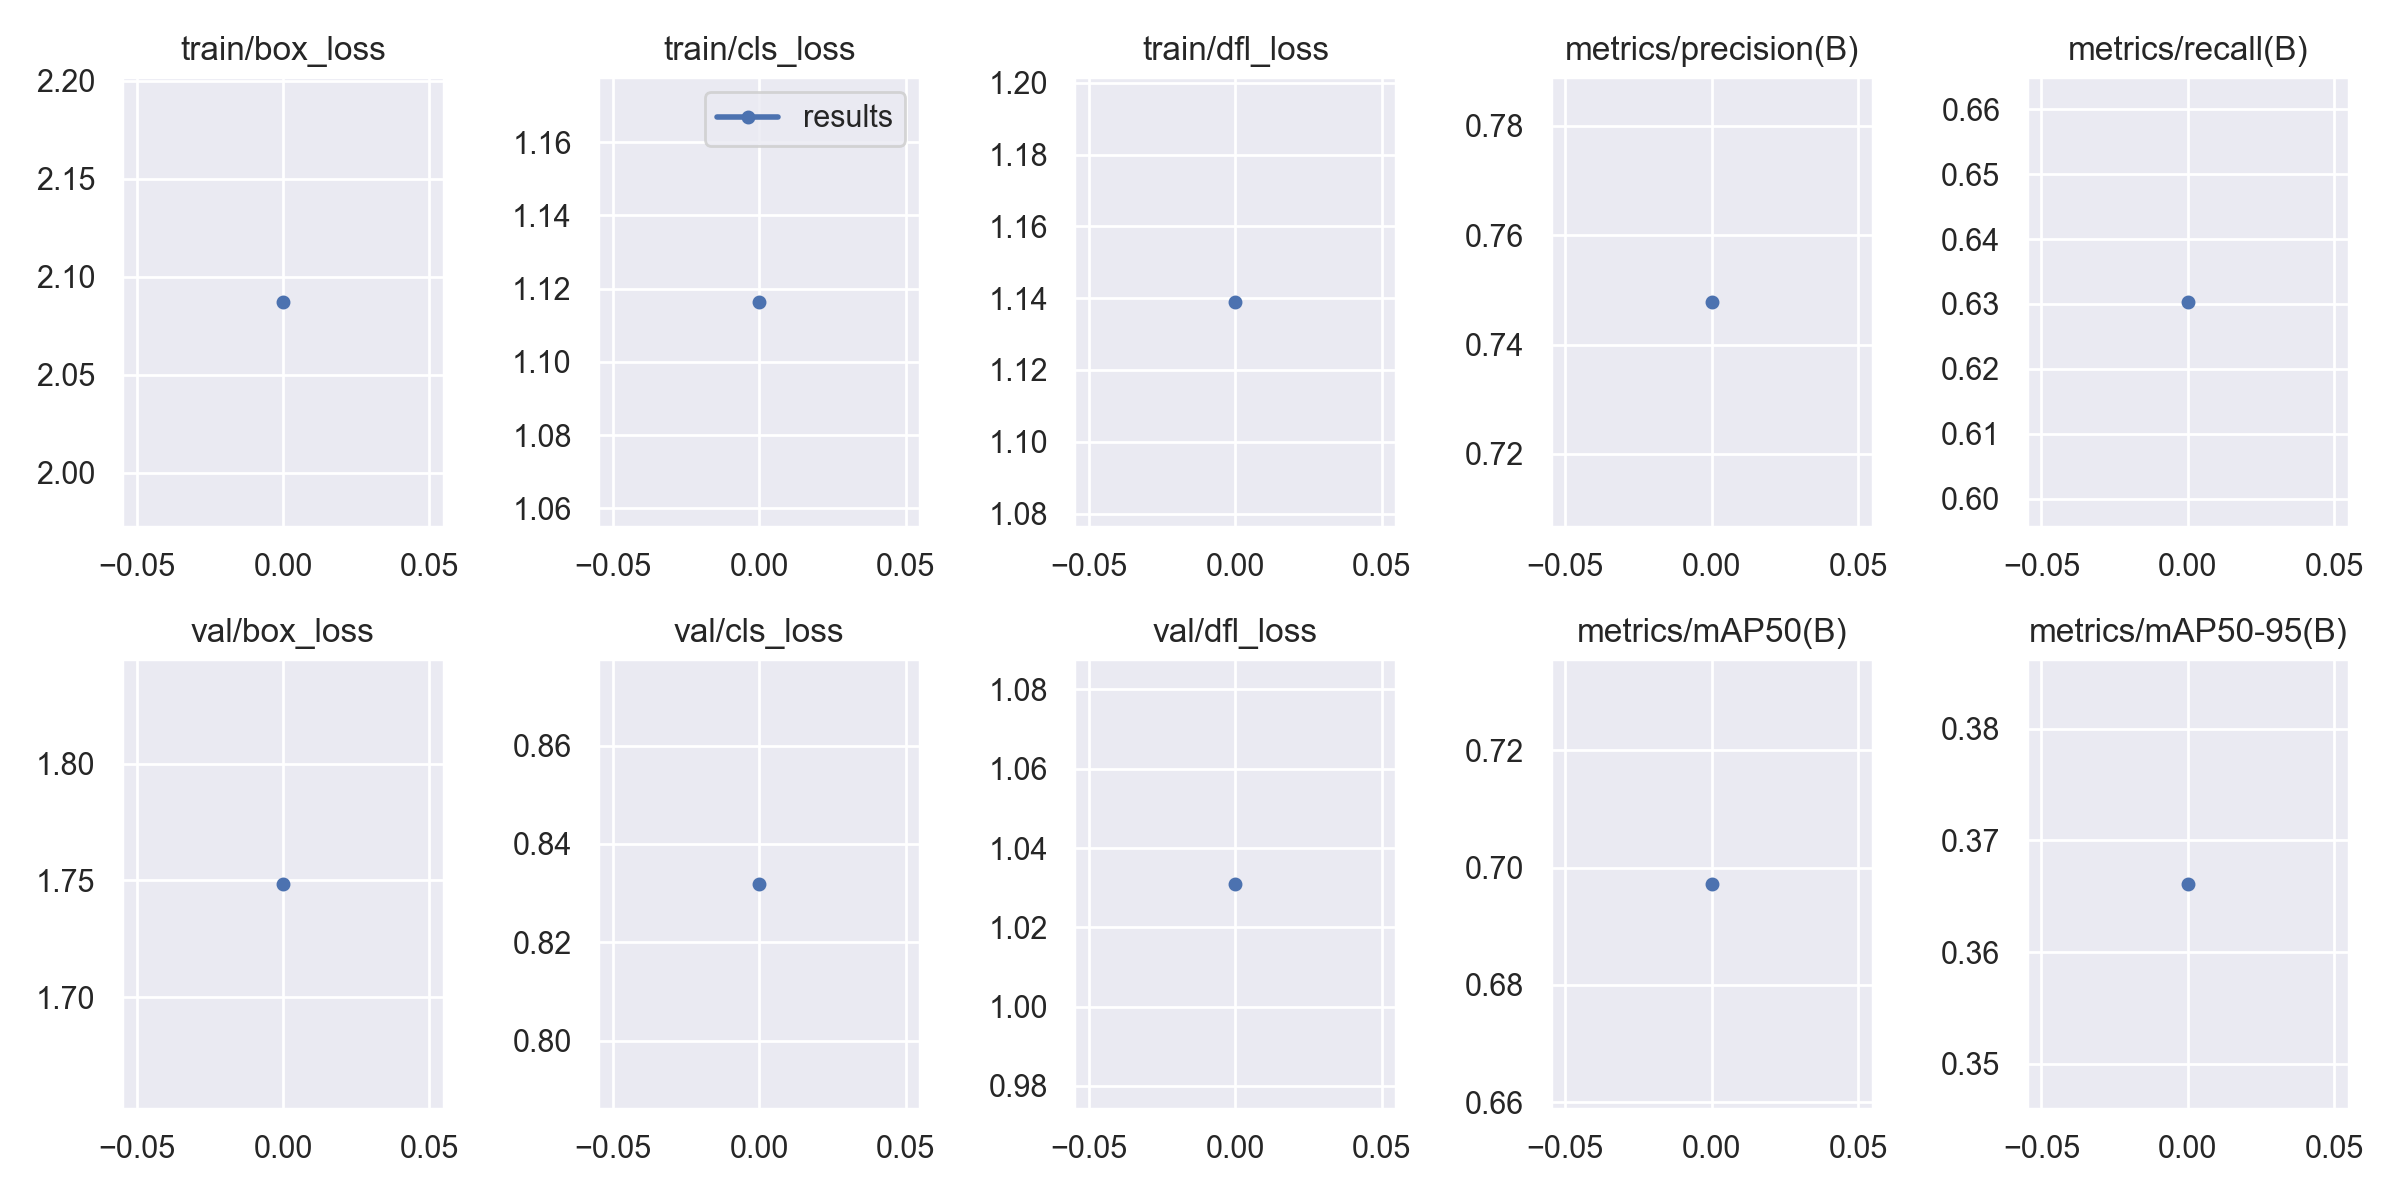 train/box_loss
2.20
2.15
2.10
2.05
2.00
−0.05 0.00 0.05
train/cls_loss
results
1.16
1.14
1.12
1.10
1.08
1.06
−0.05 0.00 0.05
train/dfl_loss
1.20
1.18
1.16
1.14
1.12
1.10
1.08
−0.05 0.00 0.05
metrics/precision(B)
0.78
0.76
0.74
0.72
−0.05 0.00 0.05
metrics/recall(B)
0.66
0.65
0.64
0.63
0.62
0.61
0.60
−0.05 0.00 0.05
val/box_loss
1.80
1.75
1.70
−0.05 0.00 0.05
val/cls_loss
0.86
0.84
0.82
0.80
−0.05 0.00 0.05
val/dfl_loss
1.08
1.06
1.04
1.02
1.00
0.98
−0.05 0.00 0.05
metrics/mAP50(B)
0.72
0.70
0.68
0.66
−0.05 0.00 0.05
metrics/mAP50-95(B)
0.38
0.37
0.36
0.35
−0.05 0.00 0.05